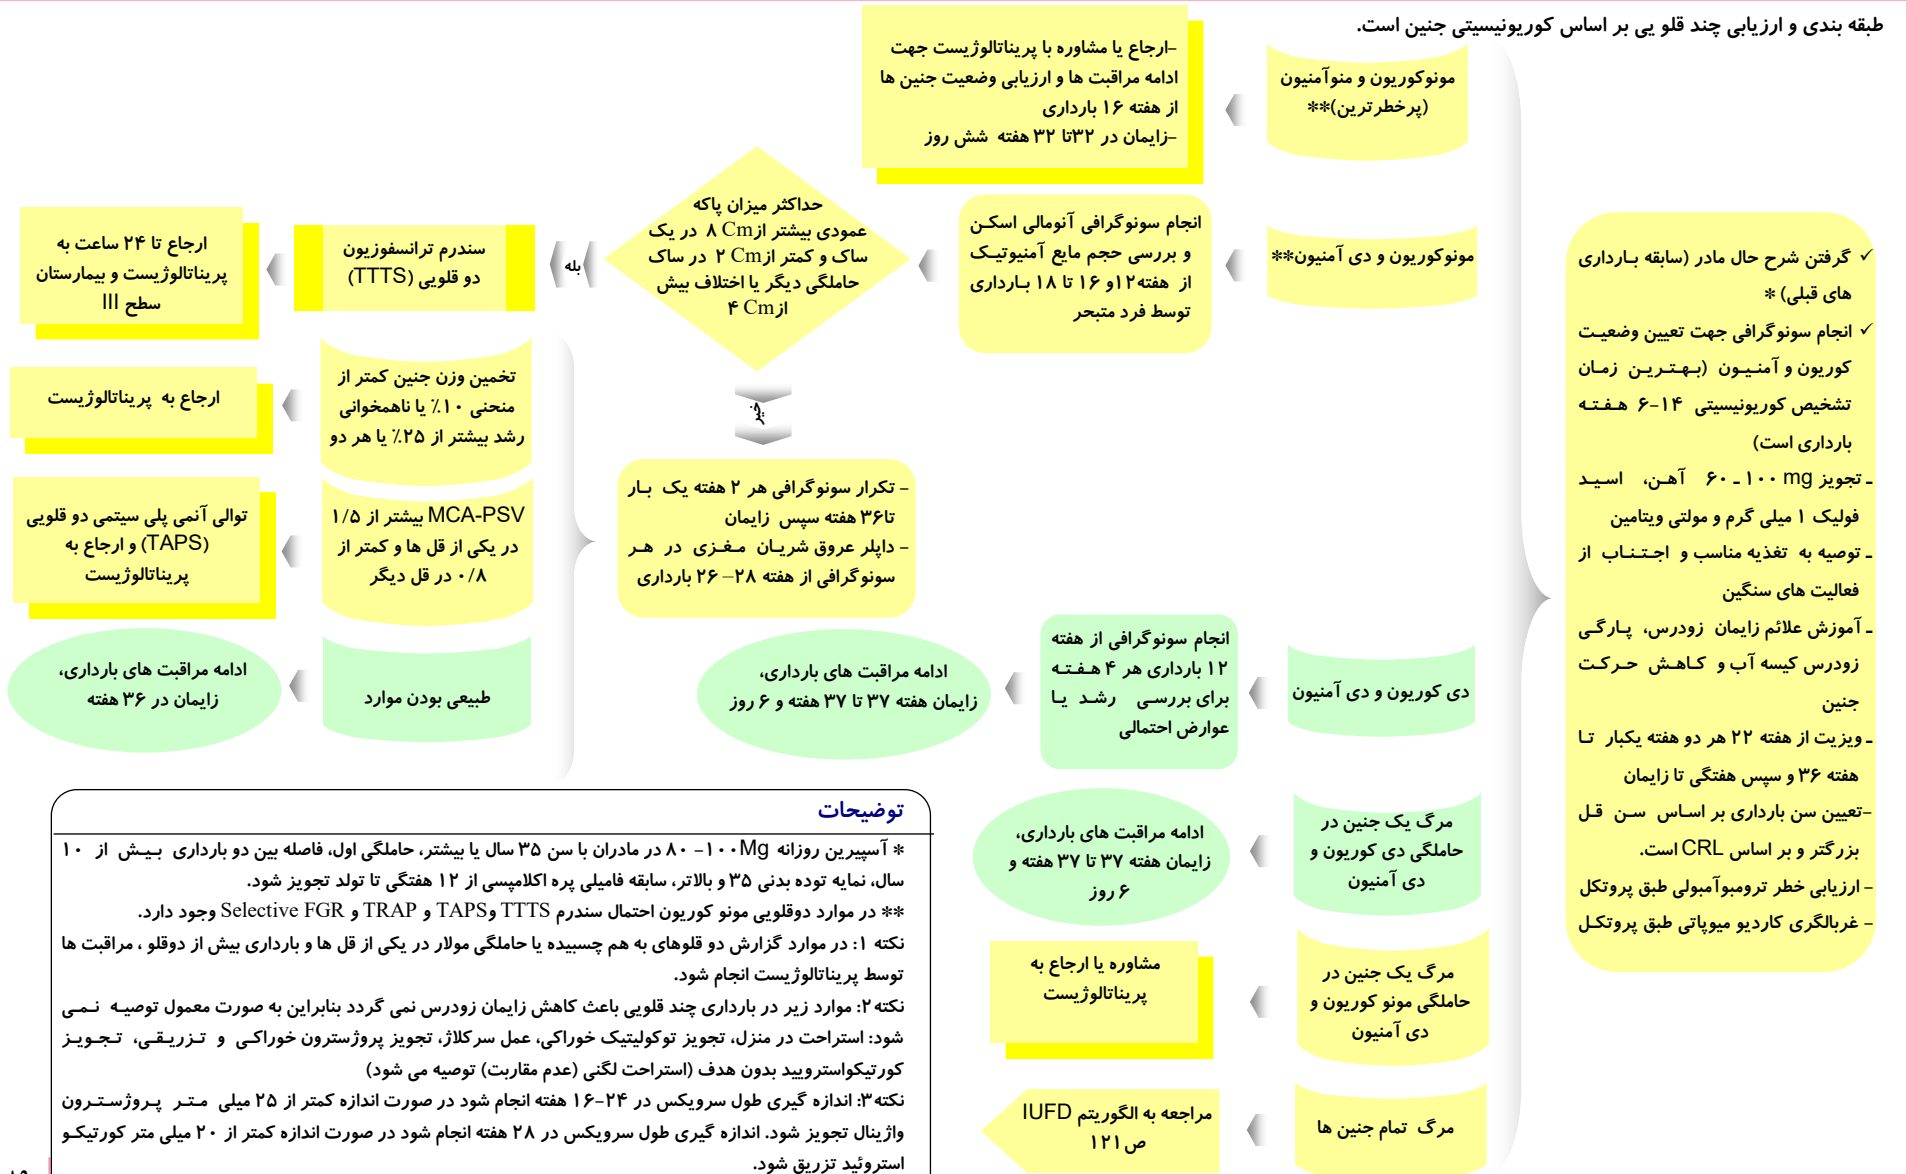 طبقه بندی و ارزیابی چند قلو یی بر اساس کوریونیسیتی جنین است.
✓ گرفتن شرح حال مادر (سابقه بارداری
های قبلی) *
✓ انجام سونوگرافی جهت تعیین وضعیت
کوریون و آمنیون (بهترین زمان
تشخیص کوریونیسیتی ۱۴-۶ هفته
بارداری است)
ـ تجویز ۶۰ ـ ۱۰۰ mg آهن، اسید
فولیک ۱ میلی گرم و مولتی ویتامین
ـ توصیه به تغذیه مناسب و اجتناب از
فعالیت های سنگین
ـ آموزش علائم زایمان زودرس، پارگی
زودرس کیسه آب و کاهش حرکت
جنین
ـ ویزیت از هفته ۲۲ هر دو هفته یکبار تا
هفته ۳۶ و سپس هفتگی تا زایمان
-تعیین سن بارداری بر اساس سن قل
بزرگتر و بر اساس CRL است.
- ارزیابی خطر ترومبوآمبولی طبق پروتکل
- غربالگری کاردیو میوپاتی طبق پروتکل
مونوکوریون و منوآمنیون
(پرخطرترین)**
-ارجاع یا مشاوره با پریناتالوژیست جهت
ادامه مراقبت ها و ارزیابی وضعیت جنین ها
از هفته ۱۶ بارداری
-زایمان در ۳۲تا ۳۲ هفته شش روز
مونوکوریون و دی آمنیون**
انجام سونوگرافی آنومالی اسکن
و بررسی حجم مایع آمنیوتیک
از هفته۱۲و ۱۶ تا ۱۸ بارداری
توسط فرد متبحر
حداکثر میزان پاکه
عمودی بیشتر از۸ Cm در یک
ساک و کمتر از۲ Cm در ساک
حاملگی دیگر یا اختلاف بیش
از۴ Cm
بله
سندرم ترانسفوزیون
دو قلویی (TTTS)
ارجاع تا ۲۴ ساعت به
پریناتالوژیست و بیمارستان
سطح III
خیر
- تکرار سونوگرافی هر ۲ هفته یک بار
تا۳۶ هفته سپس زایمان
- داپلر عروق شریان مغزی در هر
سونوگرافی از هفته ۲۸– ۲۶ بارداری
تخمین وزن جنین کمتر از
منحنی ۱۰٪ یا ناهمخوانی
رشد بیشتر از ۲۵٪ یا هر دو
ارجاع به پریناتالوژیست
MCA-PSV بیشتر از ۱/۵
در یکی از قل ها و کمتر از
۰/۸ در قل دیگر
توالی آنمی پلی سیتمی دو قلویی
(TAPS) و ارجاع به
پریناتالوژیست
طبیعی بودن موارد
ادامه مراقبت های بارداری،
زایمان در ۳۶ هفته
دی کوریون و دی آمنیون
انجام سونوگرافی از هفته
۱۲ بارداری هر ۴ هفته
برای بررسی رشد یا
عوارض احتمالی
ادامه مراقبت های بارداری،
زایمان هفته ۳۷ تا ۳۷ هفته و ۶ روز
مرگ یک جنین در
حاملگی دی کوریون و
دی آمنیون
ادامه مراقبت های بارداری،
زایمان هفته ۳۷ تا ۳۷ هفته و
۶ روز
مرگ یک جنین در
حاملگی مونو کوریون و
دی آمنیون
مشاوره یا ارجاع به
پریناتالوژیست
مرگ تمام جنین ها
مراجعه به الگوریتم IUFD
ص۱۲۱
توضیحات
* آسپیرین روزانه ۸۰ –۱۰۰Mg در مادران با سن ۳۵ سال یا بیشتر، حاملگی اول، فاصله بین دو بارداری بیش از ۱۰
سال، نمایه توده بدنی ۳۵ و بالاتر، سابقه فامیلی پره اکلامپسی از ۱۲ هفتگی تا تولد تجویز شود.
** در موارد دوقلویی مونو کوریون احتمال سندرم TTTS وTAPS و TRAP و Selective FGR وجود دارد.
نکته ۱: در موارد گزارش دو قلوهای به هم چسبیده یا حاملگی مولار در یکی از قل ها و بارداری بیش از دوقلو ، مراقبت ها
توسط پریناتالوژیست انجام شود.
نکته۲: موارد زیر در بارداری چند قلویی باعث کاهش زایمان زودرس نمی گردد بنابراین به صورت معمول توصیه نمی
شود: استراحت در منزل، تجویز توکولیتیک خوراکی، عمل سرکلاژ، تجویز پروژسترون خوراکی و تزریقی، تجویز
کورتیکواستروییـد بدون هدف (استراحت لگنی (عدم مقاربت) توصیه می شود)
نکته۳: اندازه گیری طول سرویکس در ۲۴-۱۶ هفته انجام شود در صورت اندازه کمتر از ۲۵ میلی متر پروژسترون
واژینال تجویز شود. اندازه گیری طول سرویکس در ۲۸ هفته انجام شود در صورت اندازه کمتر از ۲۰ میلی متر کورتیکو
استروئید تزریق شود.